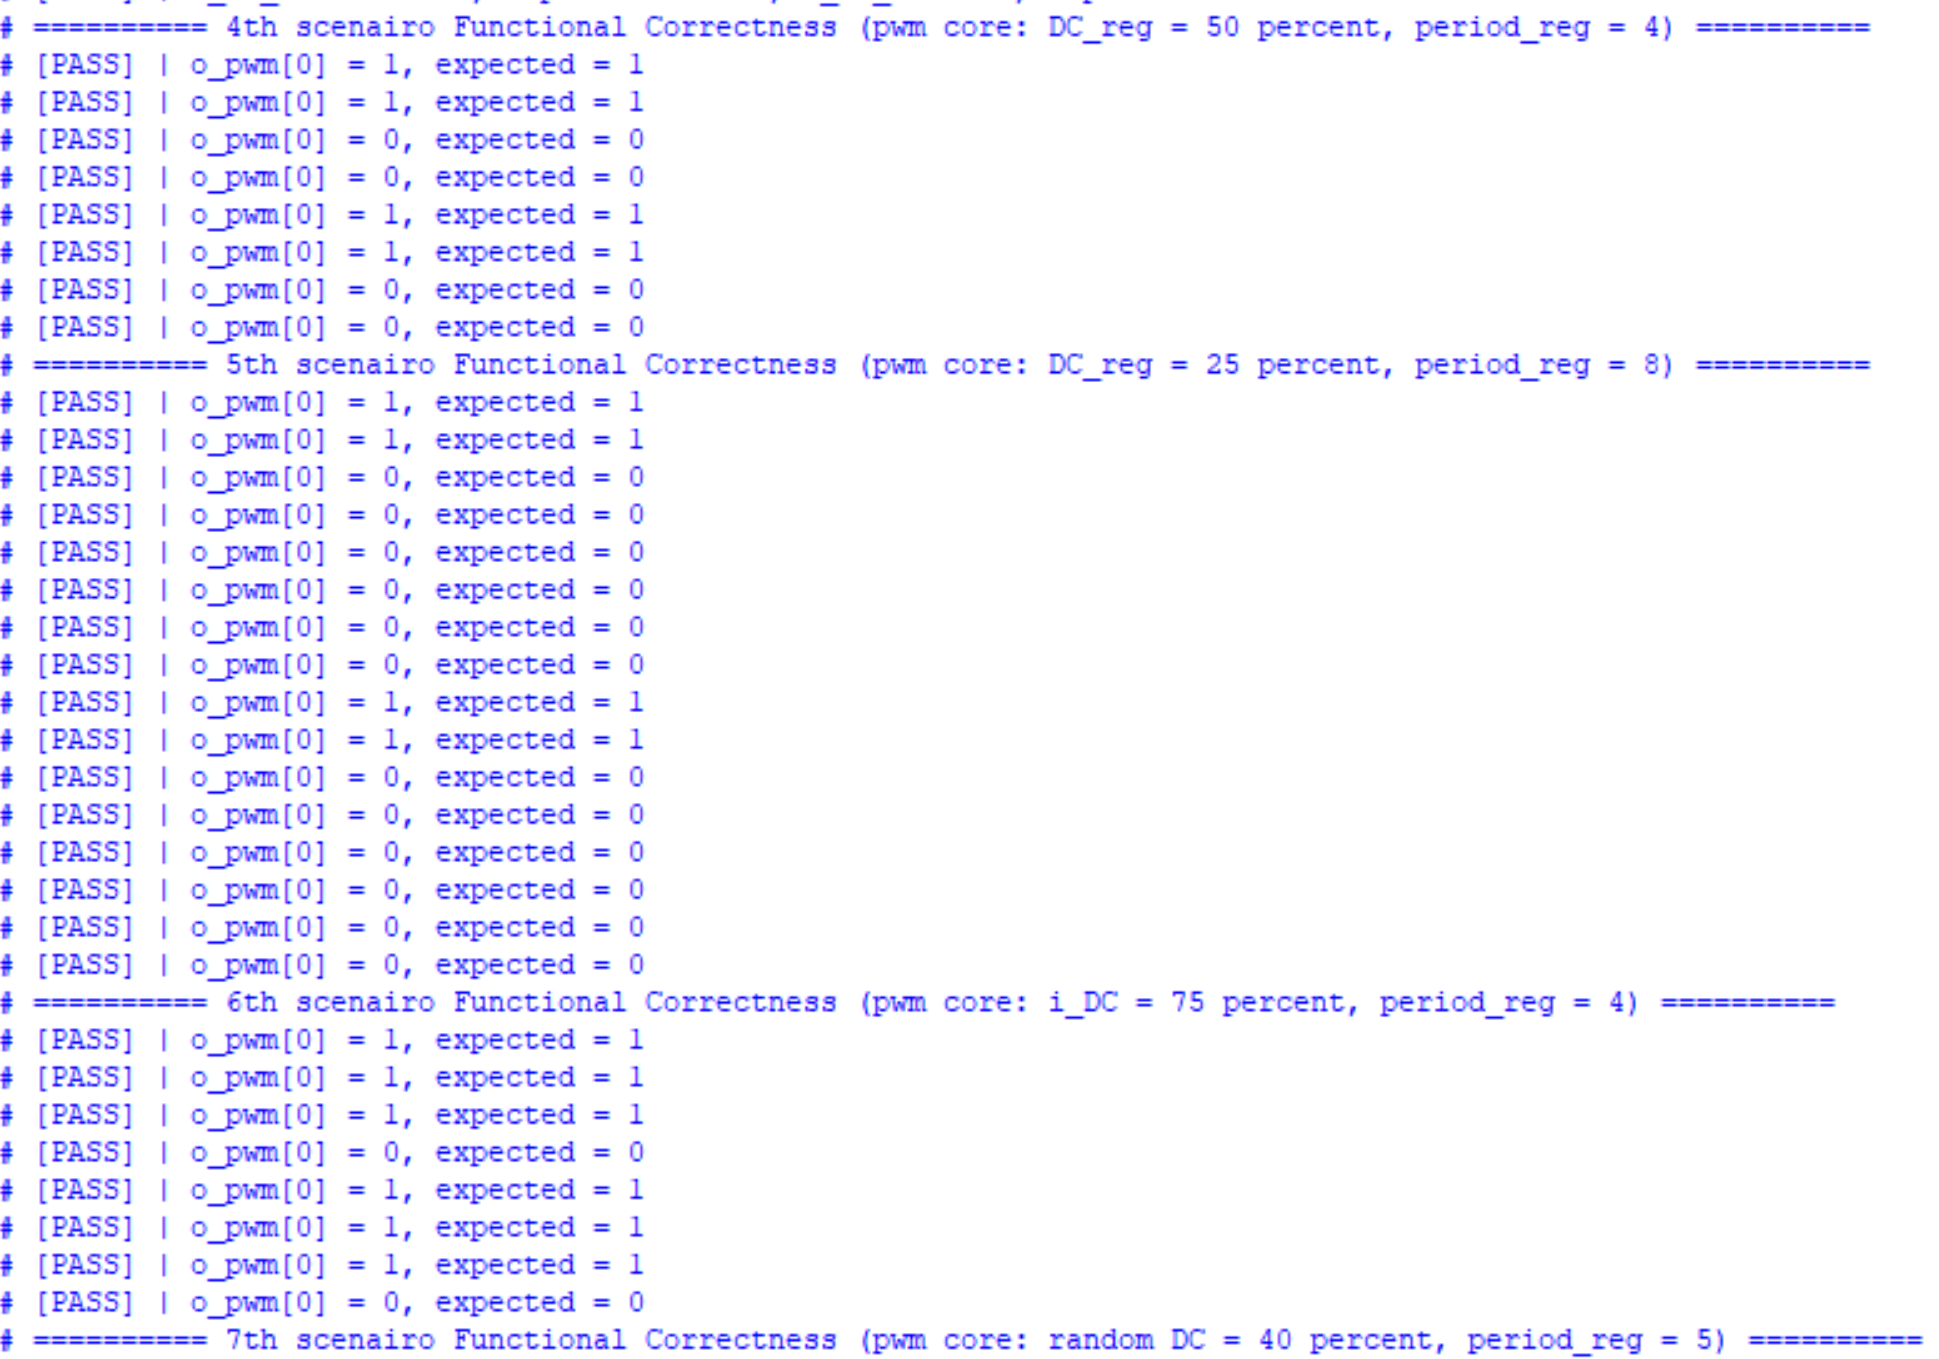 # ========== 4th scenairo Functional Correctness (pwm core: DC_reg = 50 percent, period_reg = 4) ==========
# [PASS] | o_pwm[0] = 1, expected = 1
# [PASS] | o_pwm[0] = 1, expected = 1
# [PASS] | o_pwm[0] = 0, expected = 0
# [PASS] | o_pwm[0] = 0, expected = 0
# [PASS] | o_pwm[0] = 1, expected = 1
# [PASS] | o_pwm[0] = 1, expected = 1
# [PASS] | o_pwm[0] = 0, expected = 0
# [PASS] | o_pwm[0] = 0, expected = 0
# ========== 5th scenairo Functional Correctness (pwm core: DC_reg = 25 percent, period_reg = 8) ==========
# [PASS] | o_pwm[0] = 1, expected = 1
# [PASS] | o_pwm[0] = 1, expected = 1
# [PASS] | o_pwm[0] = 0, expected = 0
# [PASS] | o_pwm[0] = 0, expected = 0
# [PASS] | o_pwm[0] = 0, expected = 0
# [PASS] | o_pwm[0] = 0, expected = 0
# [PASS] | o_pwm[0] = 0, expected = 0
# [PASS] | o_pwm[0] = 0, expected = 0
# [PASS] | o_pwm[0] = 1, expected = 1
# [PASS] | o_pwm[0] = 1, expected = 1
# [PASS] | o_pwm[0] = 0, expected = 0
# [PASS] | o_pwm[0] = 0, expected = 0
# [PASS] | o_pwm[0] = 0, expected = 0
# [PASS] | o_pwm[0] = 0, expected = 0
# [PASS] | o_pwm[0] = 0, expected = 0
# [PASS] | o_pwm[0] = 0, expected = 0
# ========== 6th scenairo Functional Correctness (pwm core: i_DC = 75 percent, period_reg = 4) ==========
# [PASS] | o_pwm[0] = 1, expected = 1
# [PASS] | o_pwm[0] = 1, expected = 1
# [PASS] | o_pwm[0] = 1, expected = 1
# [PASS] | o_pwm[0] = 0, expected = 0
# [PASS] | o_pwm[0] = 1, expected = 1
# [PASS] | o_pwm[0] = 1, expected = 1
# [PASS] | o_pwm[0] = 1, expected = 1
# [PASS] | o_pwm[0] = 0, expected = 0
# ========== 7th scenairo Functional Correctness (pwm core: random DC = 40 percent, period_reg = 5) ==========